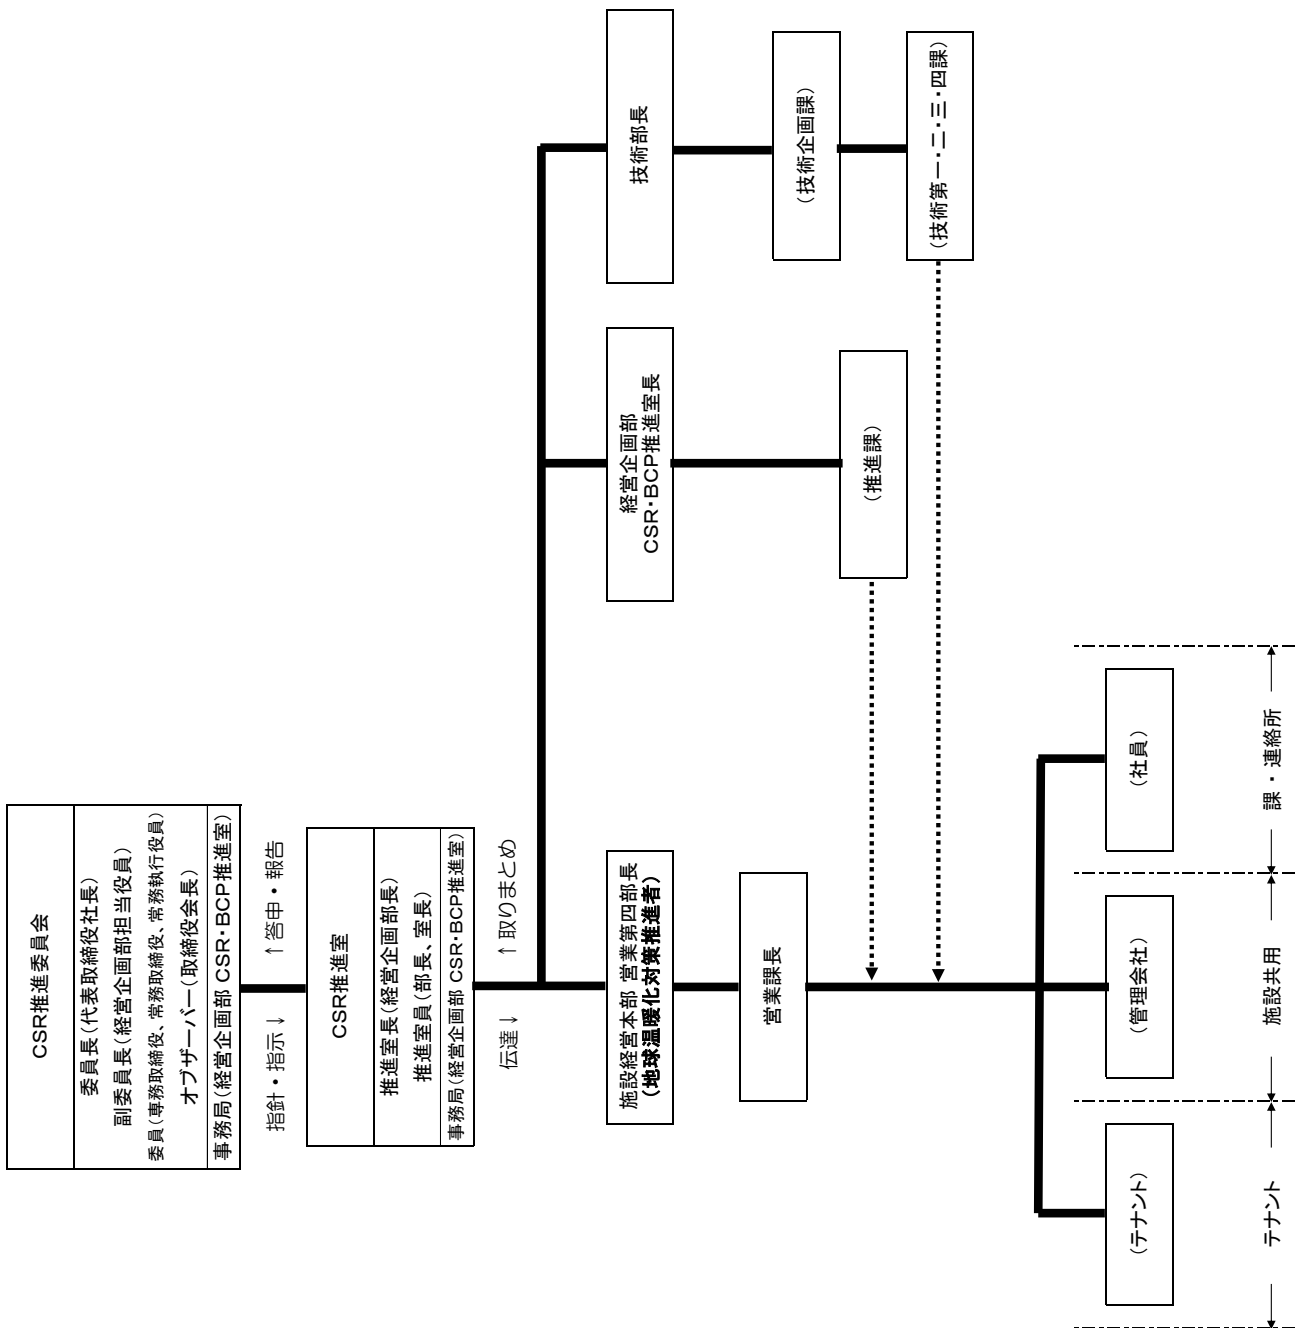 CSR推進委員会
委員長(代表取締役社長)
副委員長(経営企画部担当役員)
委員(専務取締役、常務取締役、常務執行役員)
オブザーバー(取締役会長)
事務局(経営企画部 CSR・BCP推進室)
指針・指示↓
↑答申・報告
CSR推進室
推進室長(経営企画部長)
推進室員(部長、室長)
事務局(経営企画部 CSR・BCP推進室)
伝達↓
↑取りまとめ
施設経営本部 営業第四部長
(地球温暖化対策推進者)
経営企画部
CSR・BCP推進室長
技術部長
営業課長
(技術企画課)
(推進課)
(技術第一・二・三・四課)
(テナント)
(管理会社)
(社員)
テナント
施設共用
課・連絡所